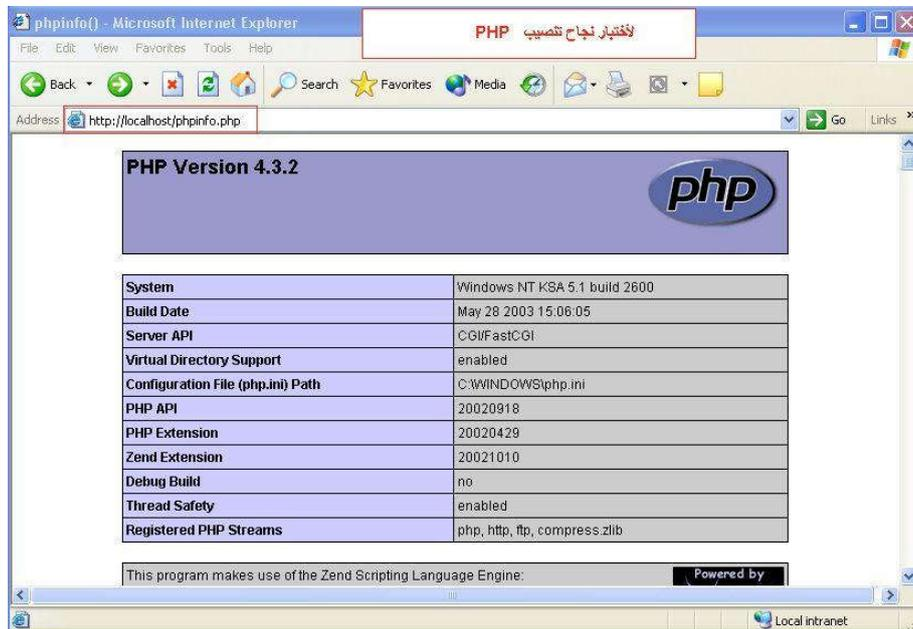 phpinfo() - Microsoft Internet Explorer
لأختبار نجاح تنصيب PHP
File Edit View Favorites Tools Help
Back Search Favorites Media
Address http://localhost/phpinfo.php Go Links »
PHP Version 4.3.2
php
System Windows NT KSA 5.1 build 2600
Build Date May 28 2003 15:06:05
Server API CGI/FastCGI
Virtual Directory Support enabled
Configuration File (php.ini) Path C:\WINDOWS\php.ini
PHP API 20020918
PHP Extension 20020429
Zend Extension 20021010
Debug Build no
Thread Safety enabled
Registered PHP Streams php, http, ftp, compress.zlib
This program makes use of the Zend Scripting Language Engine:
Powered by
Local intranet